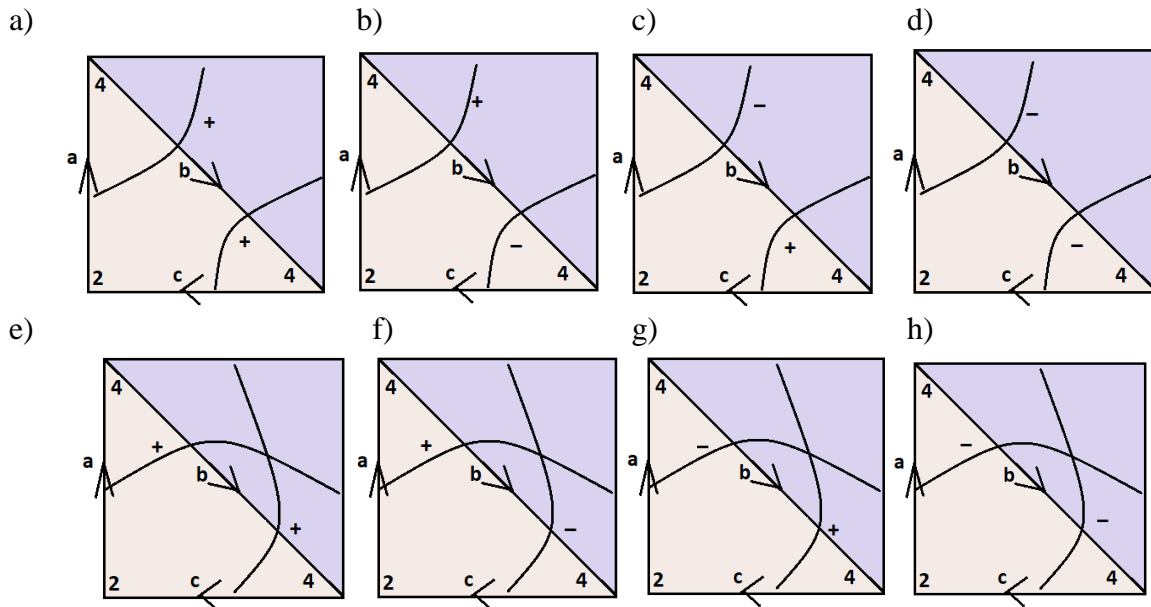 a) b) c) d)
4 4 4 4
+ + – –
a b a b a b a b
+ – + –
2 c 4 2 c 4 2 c 4 2 c 4
e) f) g) h)
4 4 4 4
+ + – –
a b a b a b a b
+ – + –
2 c 4 2 c 4 2 c 4 2 c 4